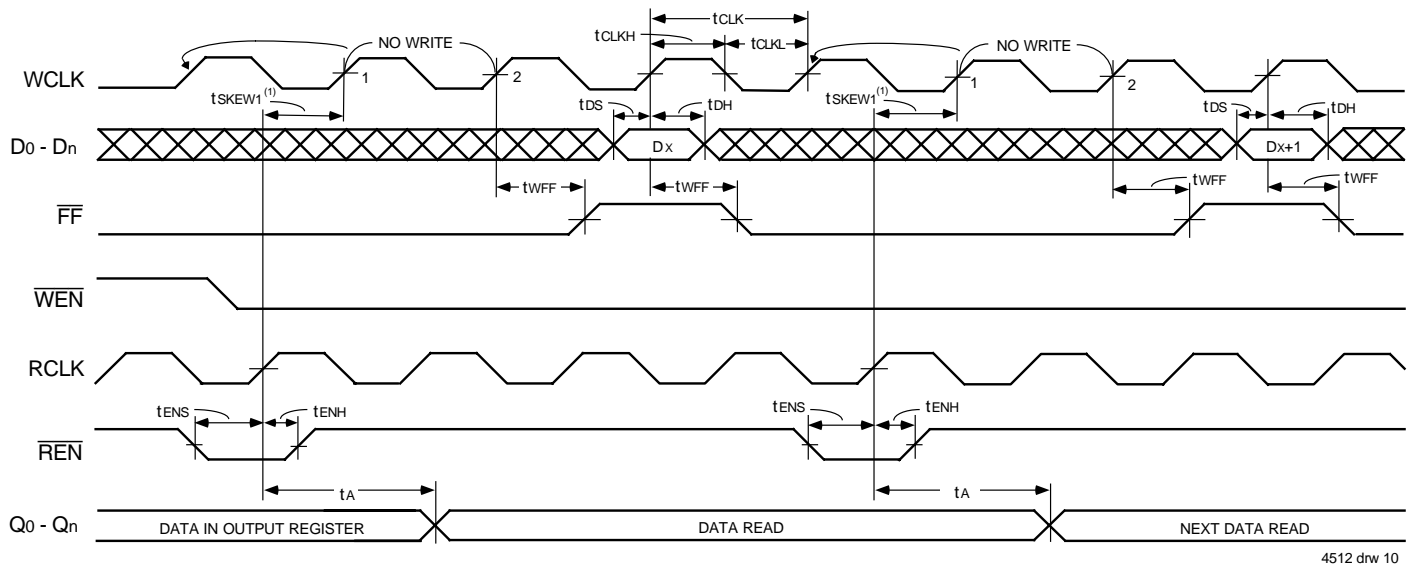 tCLK
NO WRITE
tCLKH
tCLKL
NO WRITE
WCLK
1
2
1
2
tSKEW1(1)
tDS
tDH
tSKEW1(1)
tDS
tDH
D0 - Dn
DX
DX+1
tWFF
tWFF
tWFF
tWFF
FF
WEN
RCLK
tENS
tENH
tENS
tENH
REN
tA
tA
Q0 - Qn
DATA IN OUTPUT REGISTER
DATA READ
NEXT DATA READ
4512 drw 10